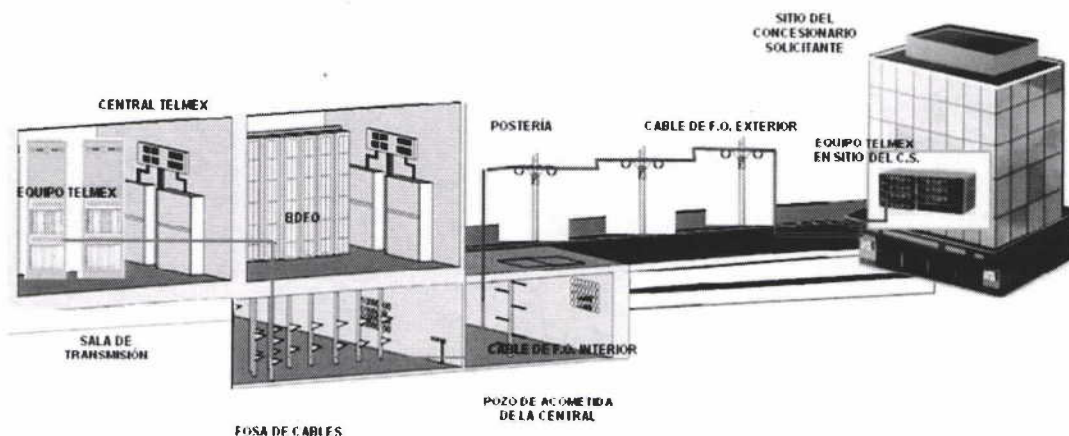 SITIO DEL
CONCESIONARIO
SOLICITANTE
CENTRAL TELMEX
POSTERÍA
CABLE DE F.O. EXTERIOR
EQUIPO TELMEX
EN SITIO DEL C.S.
EQUIPO TELMEX
BDFO
SALA DE
TRANSMISIÓN
CABLE DE F.O. INTERIOR
POZO DE ACOMETIDA
DE LA CENTRAL
FOSA DE CABLES